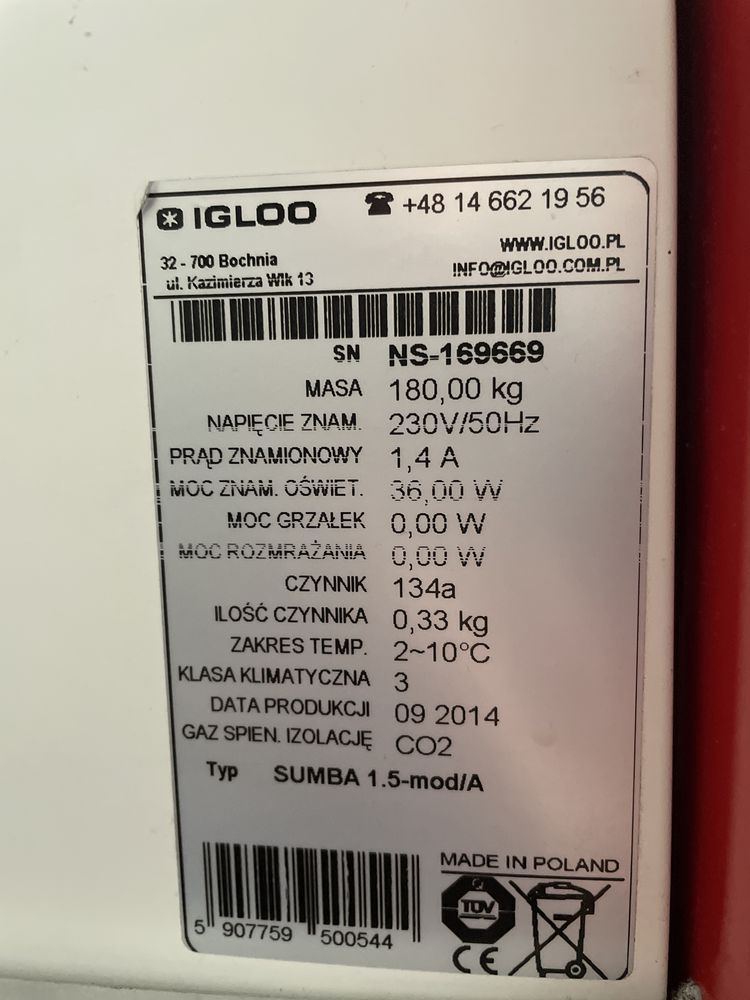 IGLOO ☎ +48 14 662 19 56
WWW.IGLOO.PL
32 - 700 Bochnia INFO@IGLOO.COM.PL
ul. Kazimierza Wlk 13
SN NS-169669
MASA 180,00 kg
NAPIĘCIE ZNAM. 230V/50Hz
PRĄD ZNAMIONOWY 1,4 A
MOC ZNAM. OŚWIET. 36,00 W
MOC GRZAŁEK 0,00 W
MOC ROZMRAŻANIA 0,00 W
CZYNNIK 134a
ILOŚĆ CZYNNIKA 0,33 kg
ZAKRES TEMP. 2~10°C
KLASA KLIMATYCZNA 3
DATA PRODUKCJI 09 2014
GAZ SPIEN. IZOLACJĘ CO2
Typ SUMBA 1.5-mod/A
MADE IN POLAND
TÜV
5 907759 500544
CE